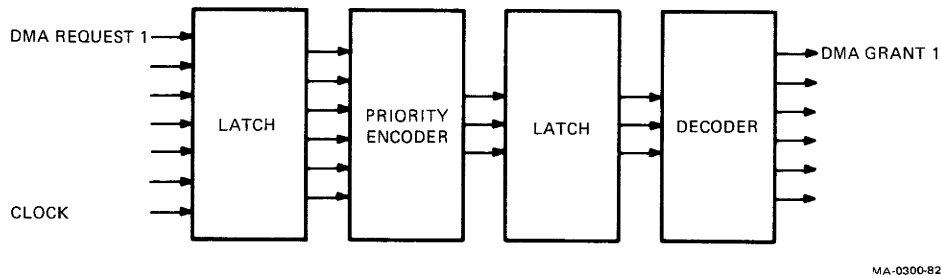 DMA REQUEST 1
DMA GRANT 1
LATCH
PRIORITY
ENCODER
LATCH
DECODER
CLOCK
MA-0300-82